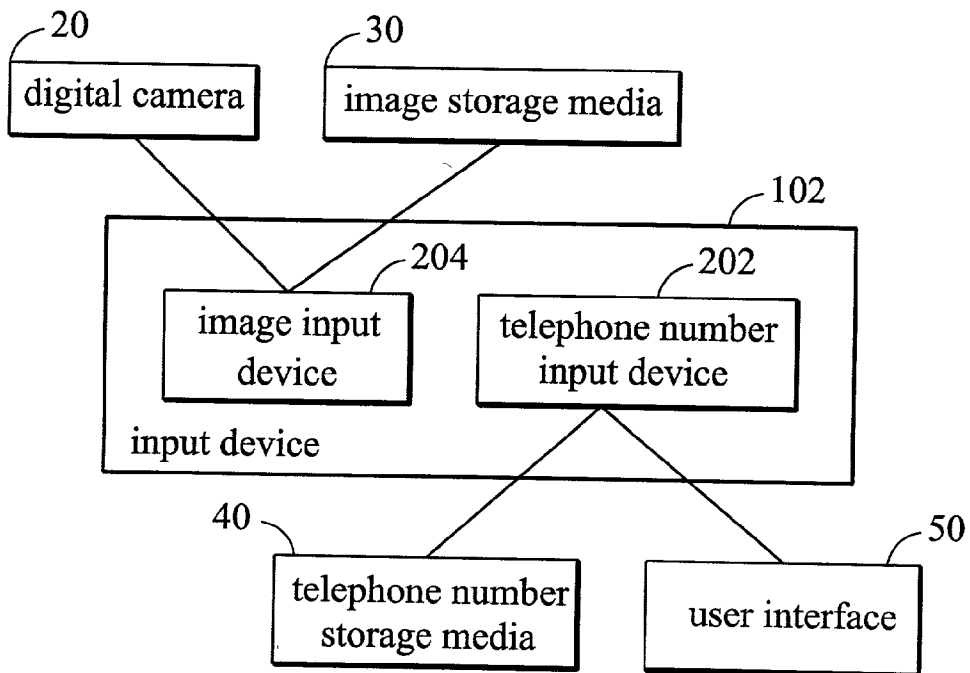 20
30
digital camera
image storage media
102
204
202
image input
device
telephone number
input device
input device
40
50
telephone number
storage media
user interface